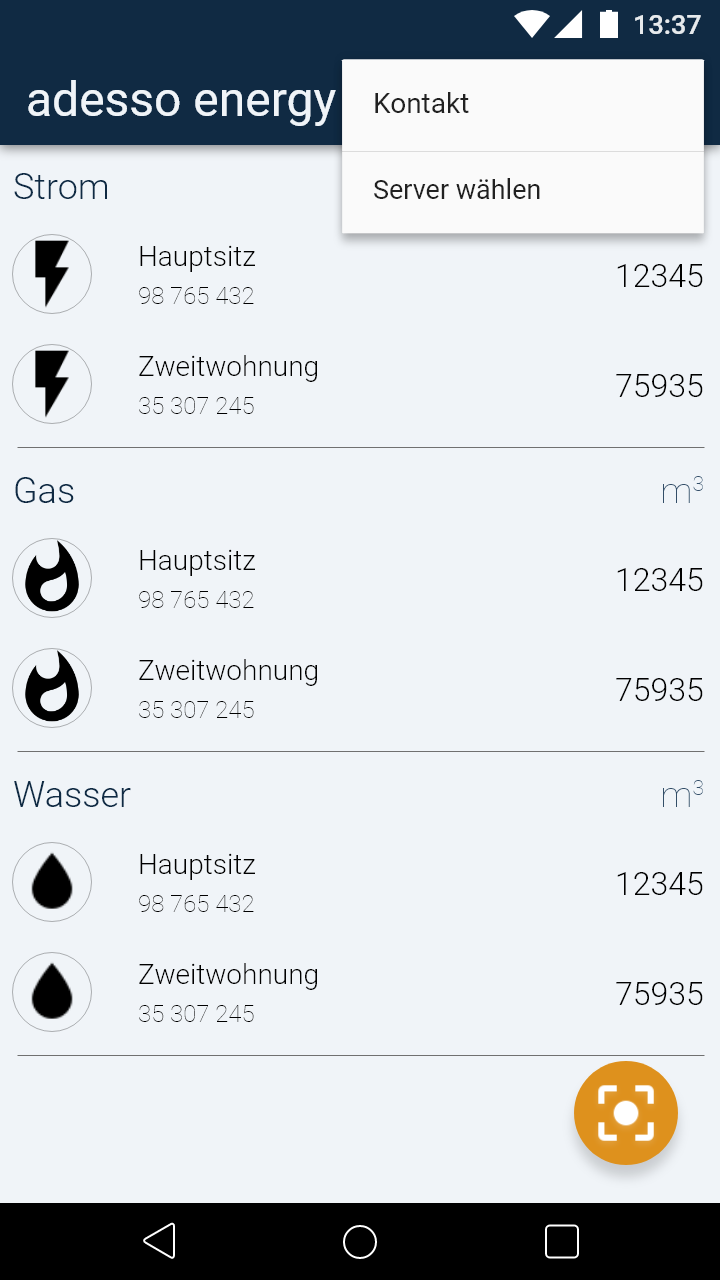 13:37
adesso energy
Kontakt
Server wählen
Strom
Hauptsitz
98 765 432
12345
Zweitwohnung
35 307 245
75935
Gas
m³
Hauptsitz
98 765 432
12345
Zweitwohnung
35 307 245
75935
Wasser
m³
Hauptsitz
98 765 432
12345
Zweitwohnung
35 307 245
75935